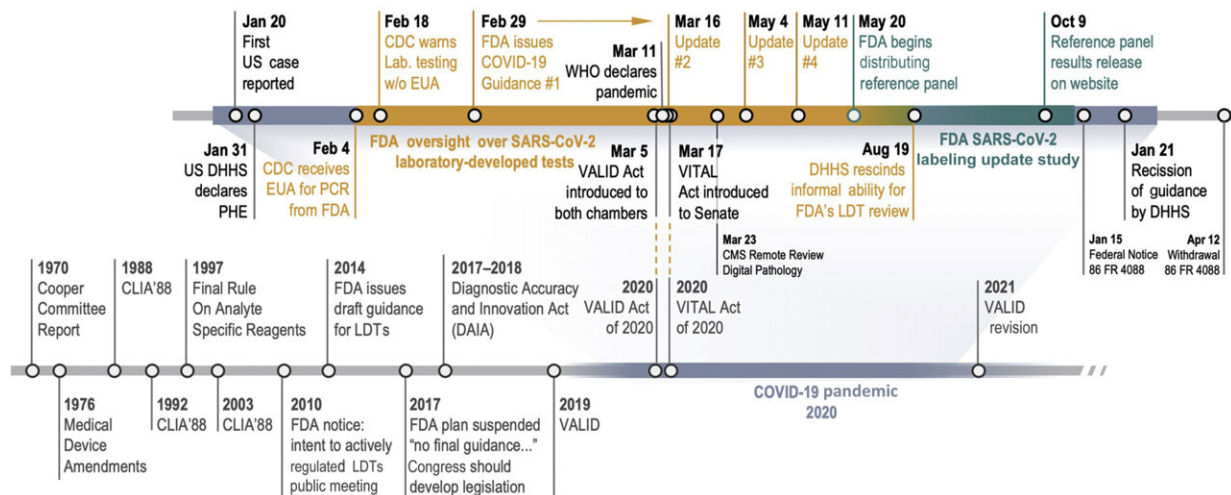 Jan 20
First
US case
reported
Feb 18
CDC warns
Lab. testing
w/o EUA
Feb 29
FDA issues
COVID-19
Guidance #1
Mar 11
WHO declares
pandemic
Mar 16
Update
#2
May 4
Update
#3
May 11
Update
#4
May 20
FDA begins
distributing
reference panel
Oct 9
Reference panel
results release
on website
Jan 31
US DHHS
declares
PHE
Feb 4
CDC receives
EUA for PCR
from FDA
FDA oversight over SARS-CoV-2
laboratory-developed tests
Mar 5
VALID Act
introduced to
both chambers
Mar 17
VITAL
Act introduced
to Senate
Mar 23
CMS Remote Review
Digital Pathology
Aug 19
DHHS rescinds
informal ability for
FDA's LDT review
FDA SARS-CoV-2
labeling update study
Jan 15
Federal Notice
86 FR 4088
Jan 21
Recission
of guidance
by DHHS
Apr 12
Withdrawal
86 FR 4088
1970
Cooper
Committee
Report
1988
CLIA'88
1997
Final Rule
On Analyte
Specific Reagents
2014
FDA issues
draft guidance
for LDTs
2017–2018
Diagnostic Accuracy
and Innovation Act
(DAIA)
2020
VALID Act
of 2020
2020
VITAL Act
of 2020
2021
VALID
revision
1976
Medical
Device
Amendments
1992
CLIA'88
2003
CLIA'88
2010
FDA notice:
intent to actively
regulated LDTs
public meeting
2017
FDA plan suspended
"no final guidance..."
Congress should
develop legislation
2019
VALID
COVID-19 pandemic
2020